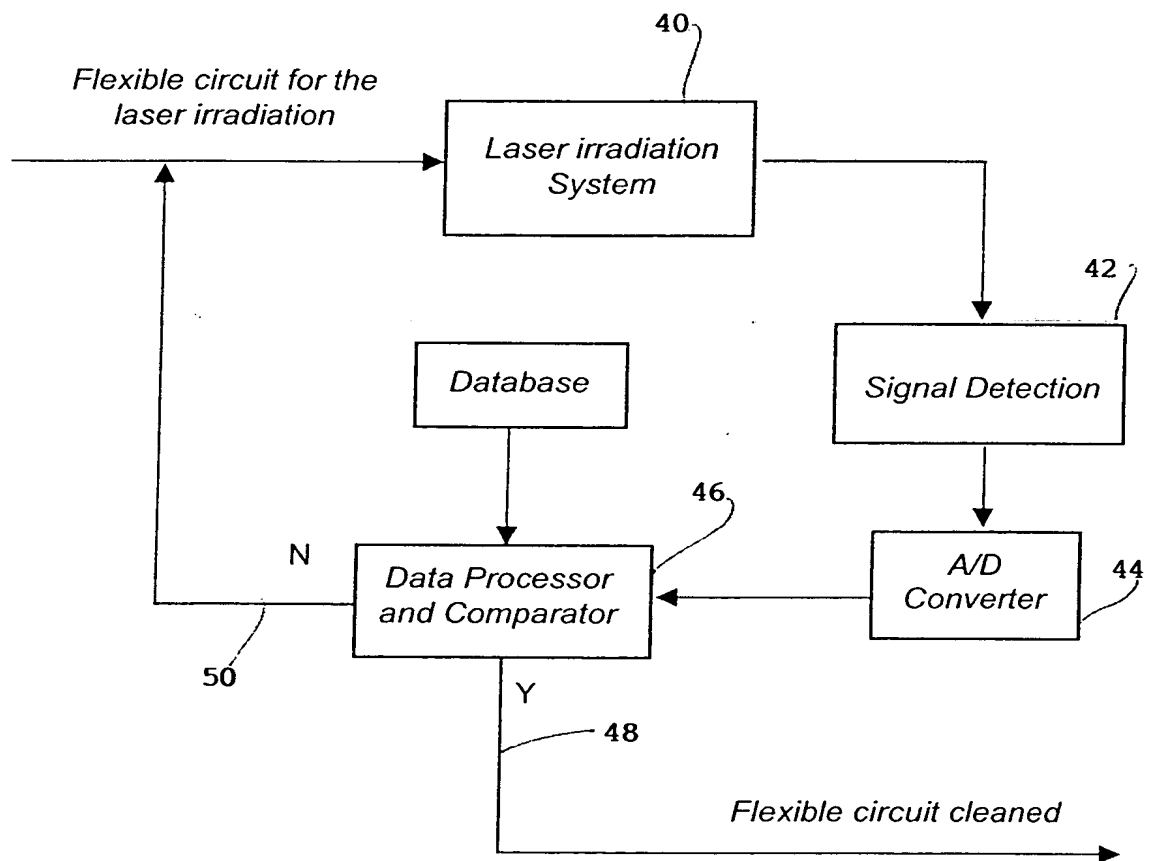 40
Flexible circuit for the
laser irradiation
Laser irradiation
System
42
Signal Detection
Database
46
A/D
Converter
44
N
Data Processor
and Comparator
50
Y
48
Flexible circuit cleaned